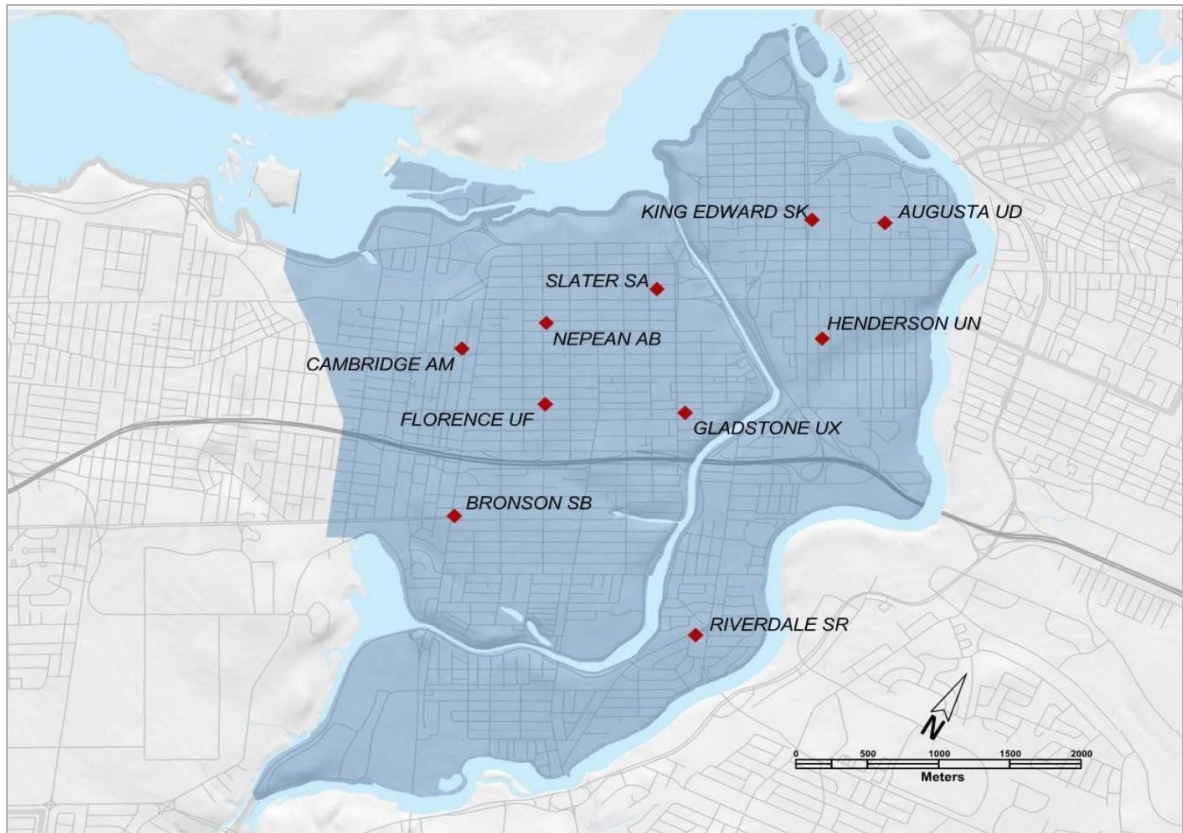 KING EDWARD SK
AUGUSTA UD
SLATER SA
NEPEAN AB
HENDERSON UN
CAMBRIDGE AM
FLORENCE UF
GLADSTONE UX
BRONSON SB
RIVERDALE SR
N
0 500 1000 1500 2000
Meters